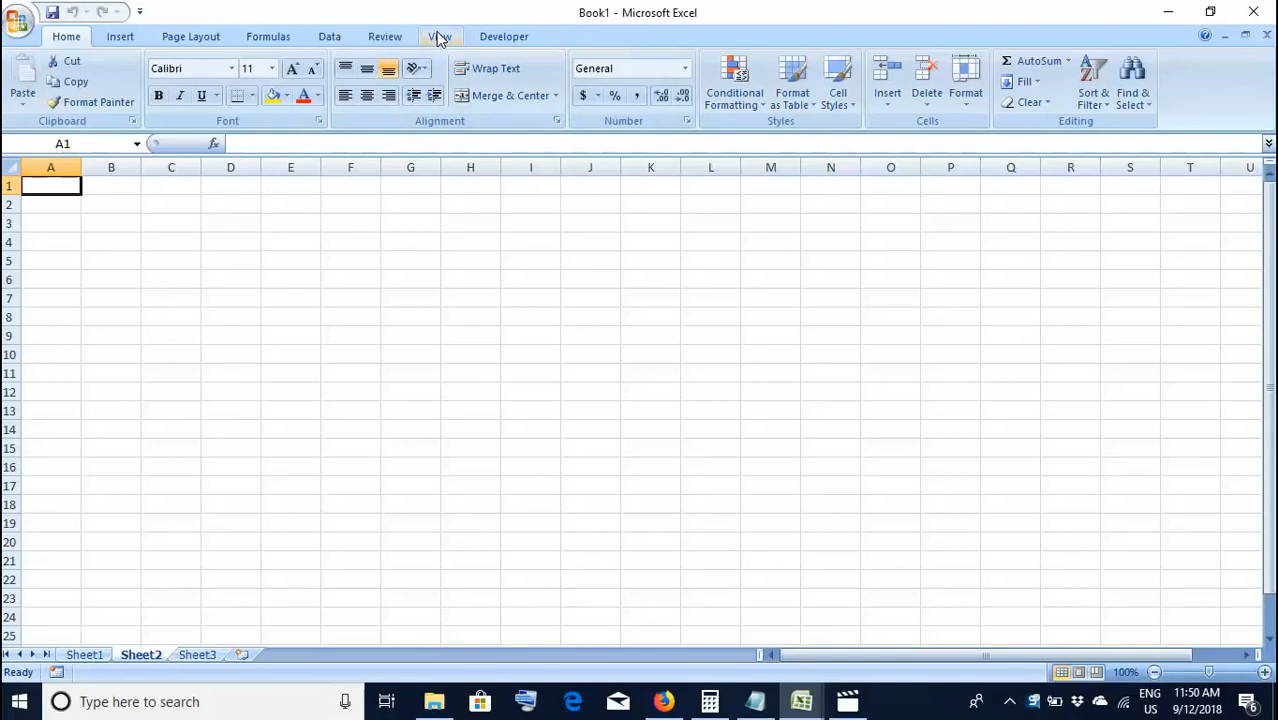 Book1 - Microsoft Excel
Home Insert Page Layout Formulas Data Review View Developer
Cut
Copy
Format Painter
Paste
Clipboard
Calibri 11
B I U
Font
Wrap Text
Merge & Center
Alignment
General
$ % ,
Number
Conditional Formatting
Format as Table
Cell Styles
Styles
Insert Delete Format
Cells
AutoSum
Fill
Clear
Sort & Filter
Find & Select
Editing
A1 fx
A B C D E F G H I J K L M N O P Q R S T U
1
2
3
4
5
6
7
8
9
10
11
12
13
14
15
16
17
18
19
20
21
22
23
24
25
Sheet1 Sheet2 Sheet3
Ready 100%
Type here to search
ENG
US
11:50 AM
9/12/2018
6